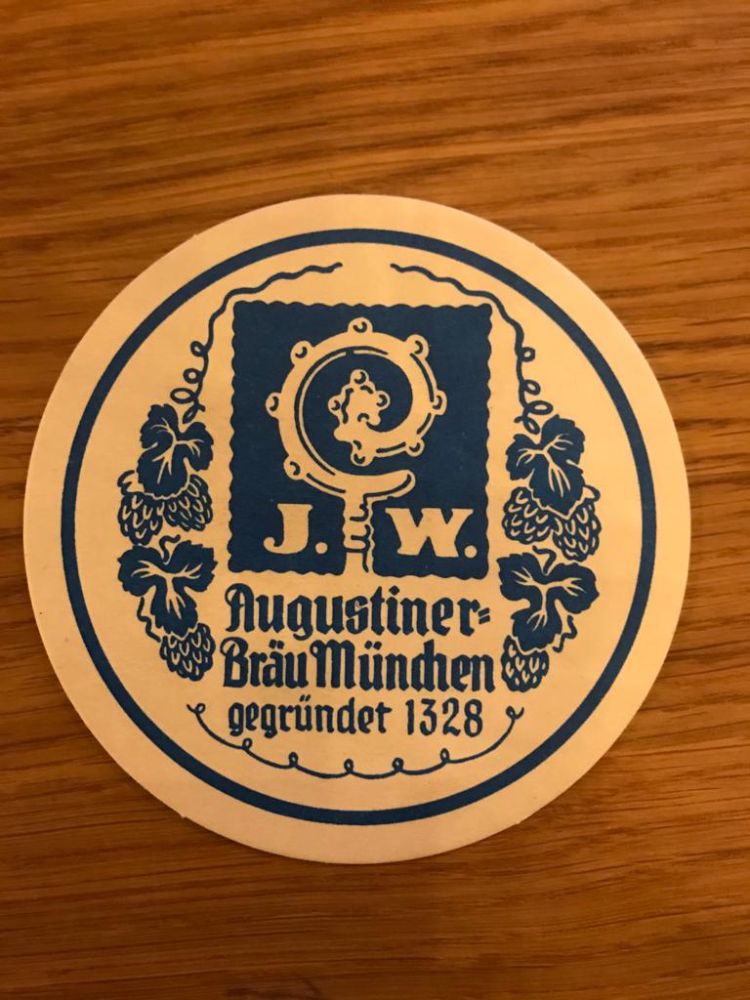 J. W.
Augustiner-
Bräu München
gegründet 1328